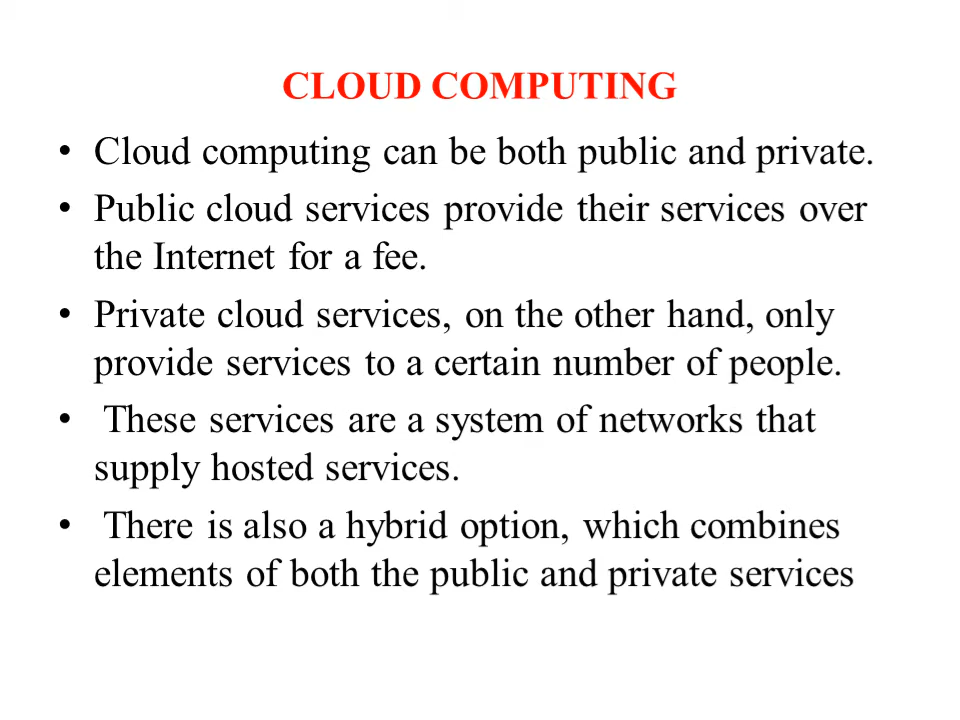 CLOUD COMPUTING
• Cloud computing can be both public and private.
• Public cloud services provide their services over
the Internet for a fee.
• Private cloud services, on the other hand, only
provide services to a certain number of people.
• These services are a system of networks that
supply hosted services.
• There is also a hybrid option, which combines
elements of both the public and private services